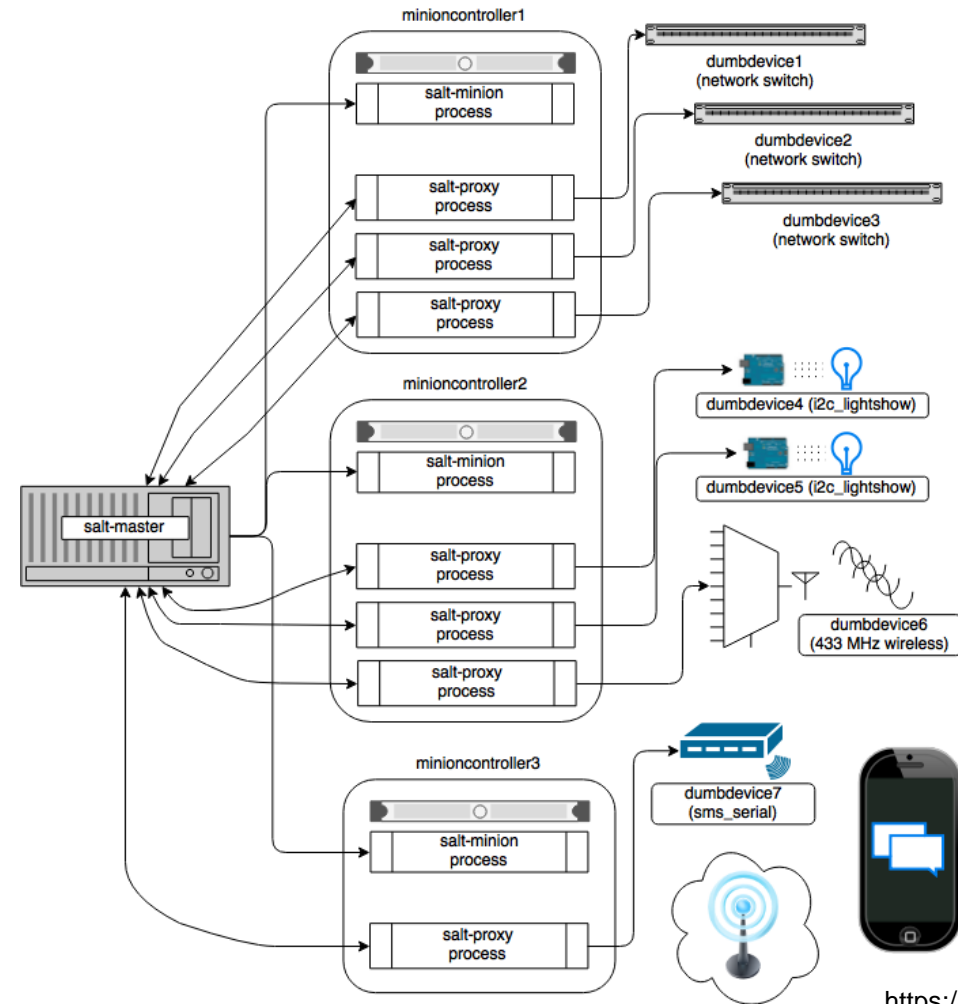 minioncontroller1
salt-minion
process
salt-proxy
process
salt-proxy
process
salt-proxy
process
dumbdevice1
(network switch)
dumbdevice2
(network switch)
dumbdevice3
(network switch)
salt-master
minioncontroller2
salt-minion
process
salt-proxy
process
salt-proxy
process
salt-proxy
process
dumbdevice4 (i2c_lightshow)
dumbdevice5 (i2c_lightshow)
dumbdevice6
(433 MHz wireless)
minioncontroller3
salt-minion
process
salt-proxy
process
dumbdevice7
(sms_serial)
https:/